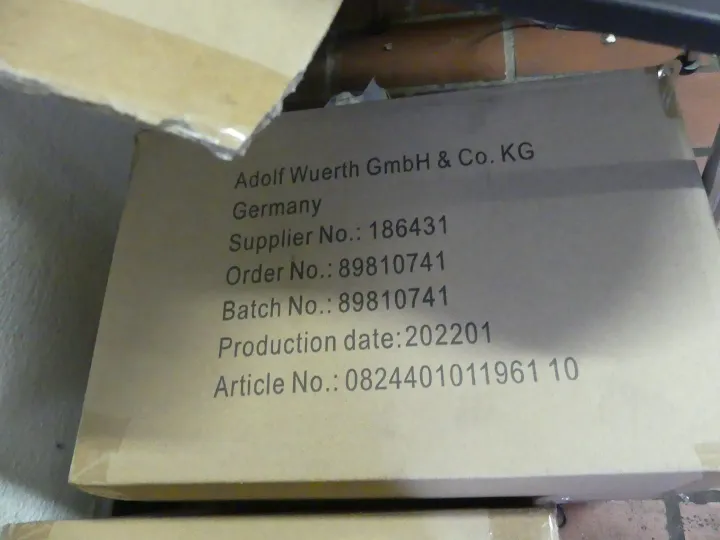 Adolf Wuerth GmbH & Co. KG
Germany
Supplier No.: 186431
Order No.: 89810741
Batch No.: 89810741
Production date:202201
Article No.: 0824401011961 10